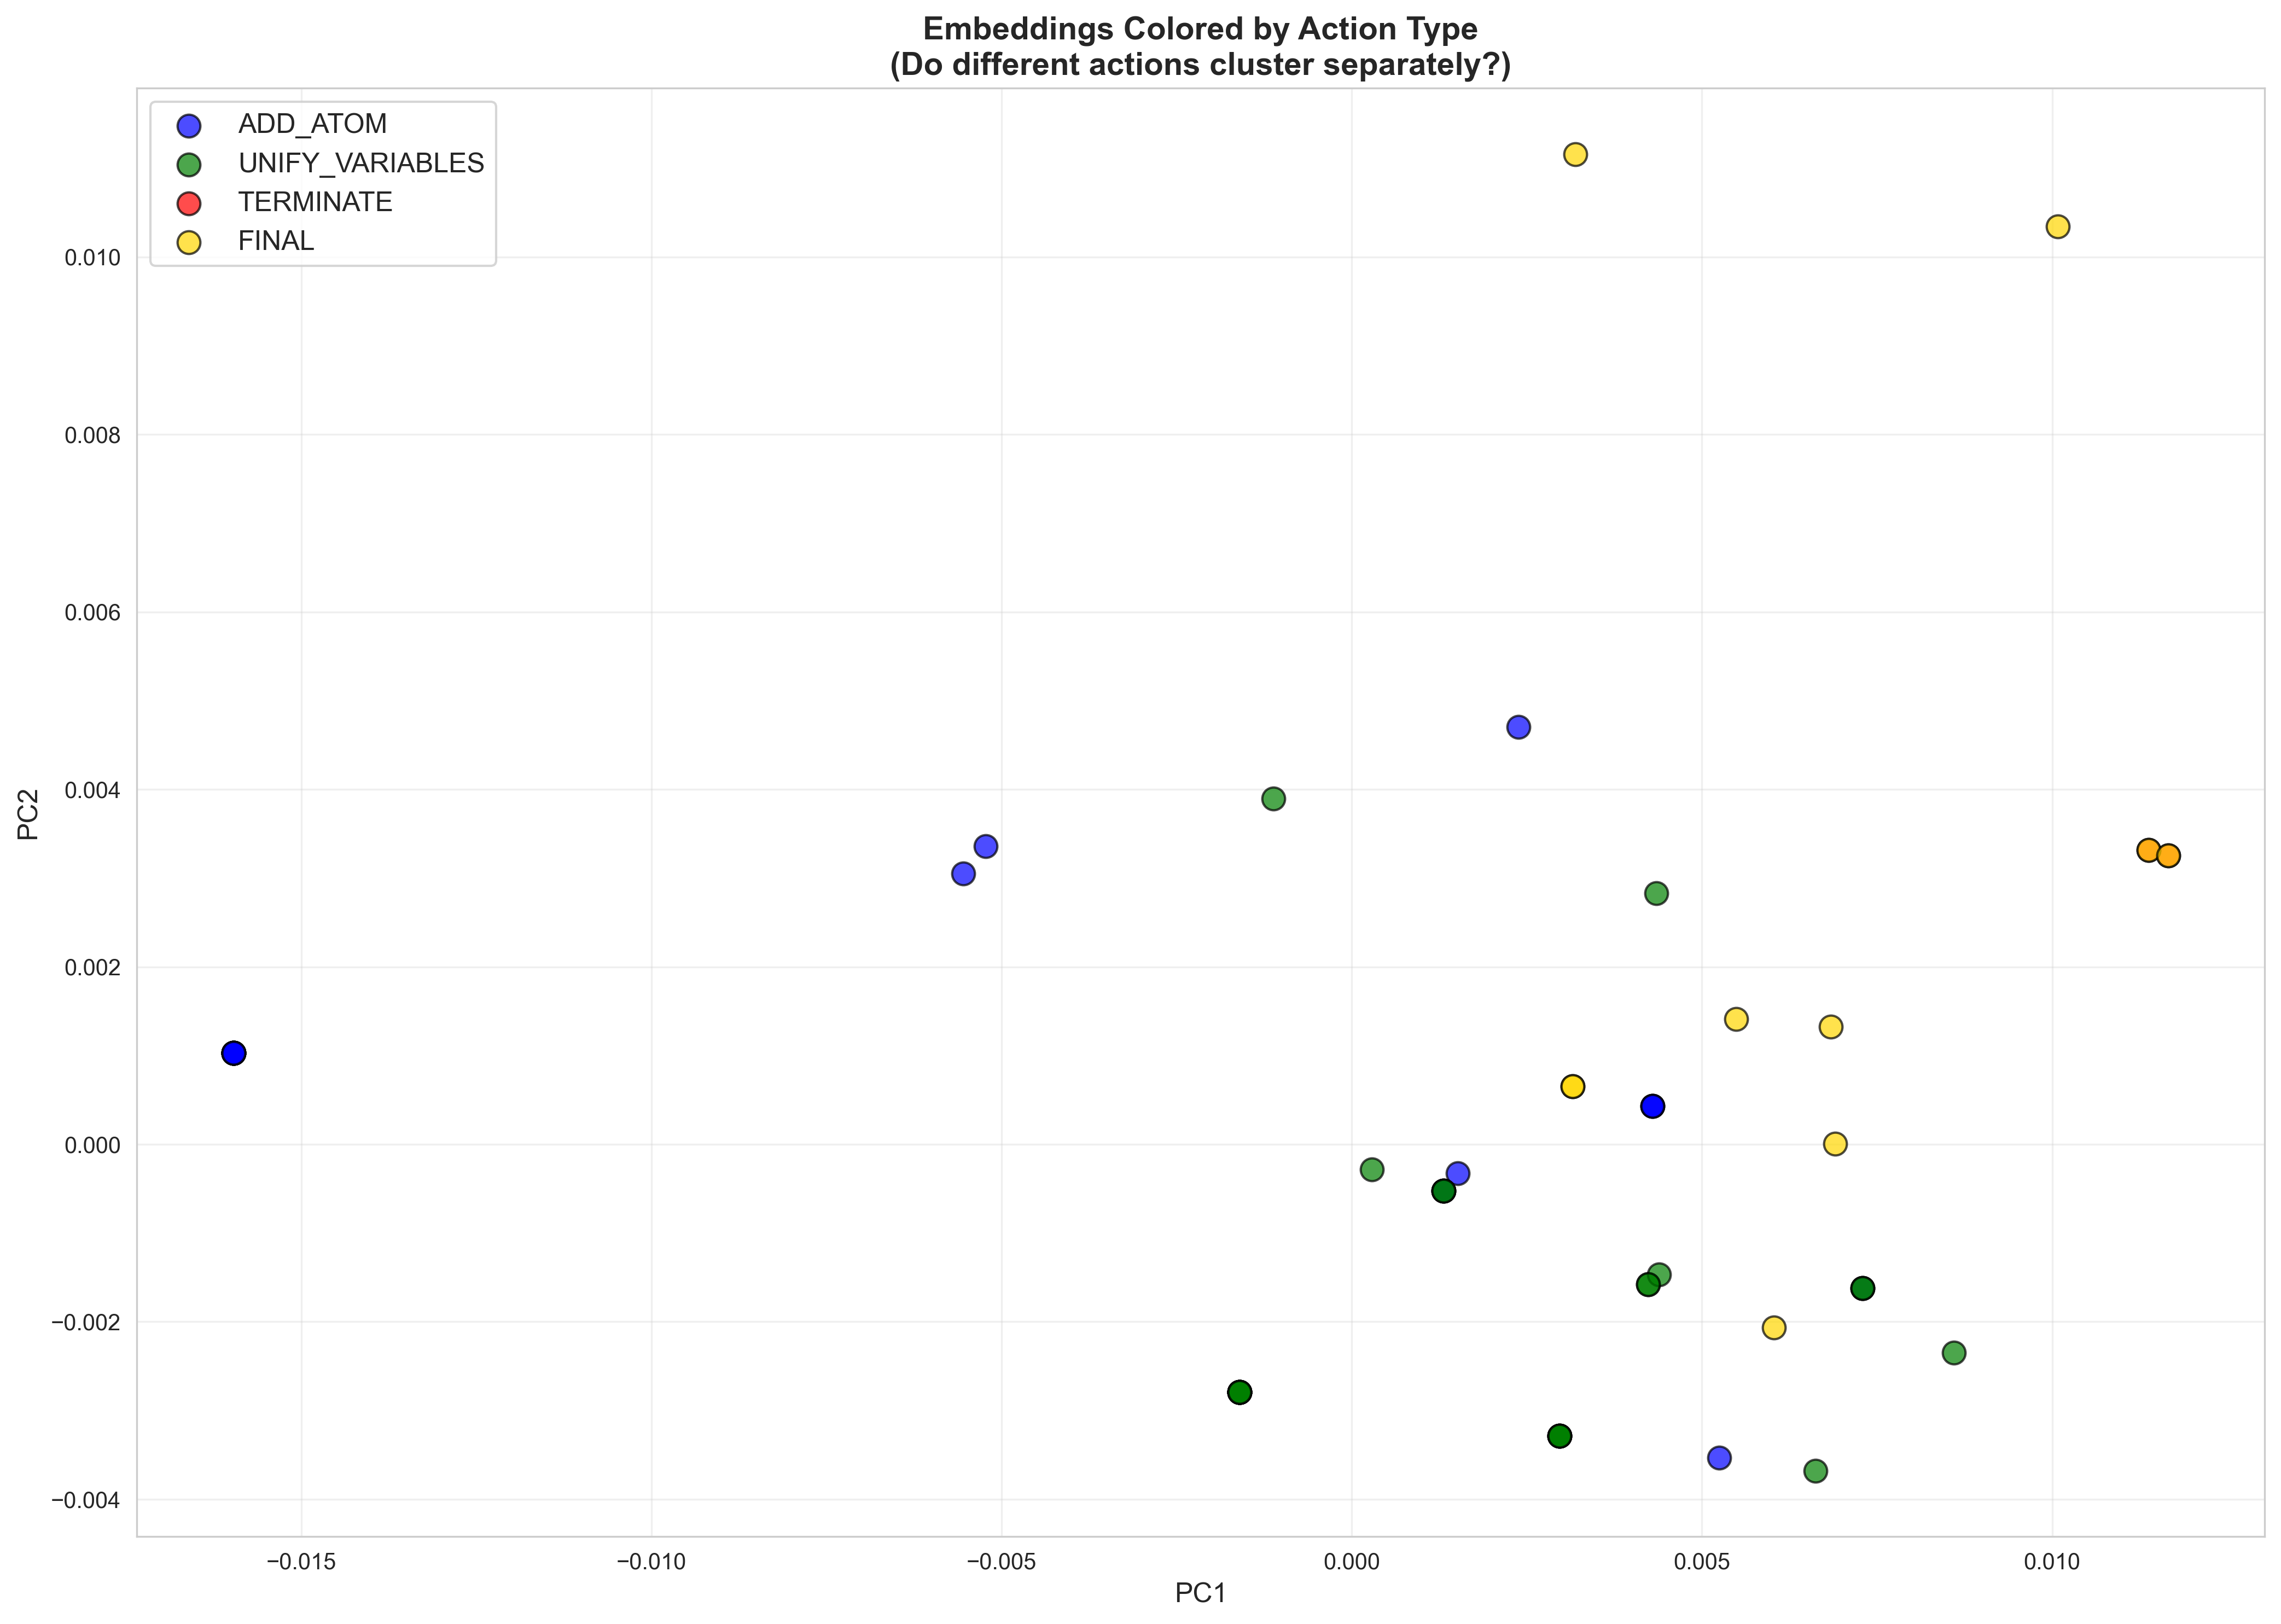 Embeddings Colored by Action Type
(Do different actions cluster separately?)
ADD_ATOM
UNIFY_VARIABLES
TERMINATE
FINAL
0.010
0.008
0.006
0.004
0.002
0.000
−0.002
−0.004
PC2
−0.015
−0.010
−0.005
0.000
0.005
0.010
PC1